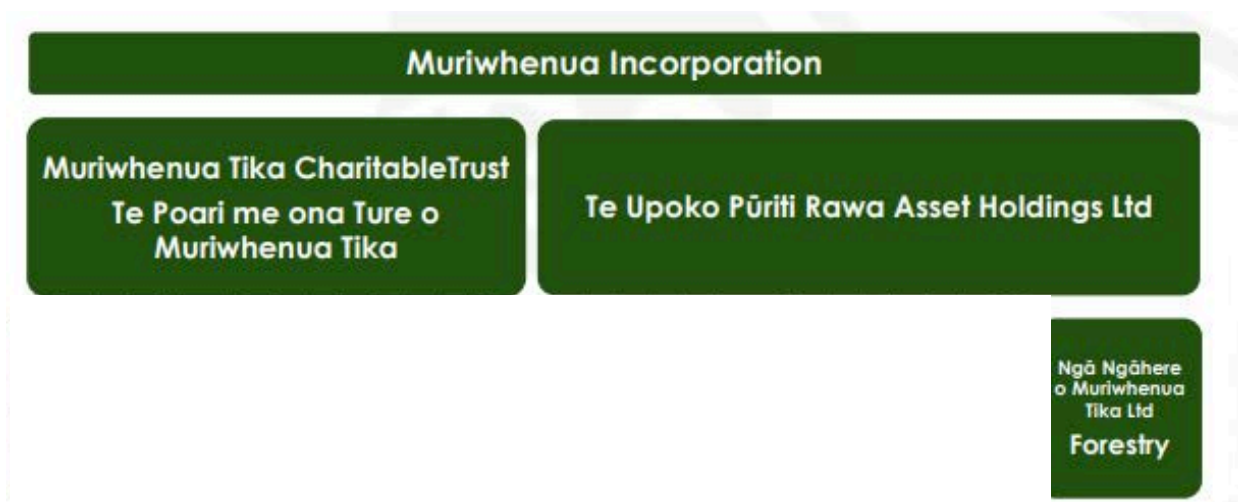 Muriwhenua Incorporation
Muriwhenua Tika CharitableTrust
Te Poari me ona Ture o
Muriwhenua Tika
Te Upoko Pūriti Rawa Asset Holdings Ltd
Ngā Ngāhere
o Muriwhenua
Tika Ltd
Forestry